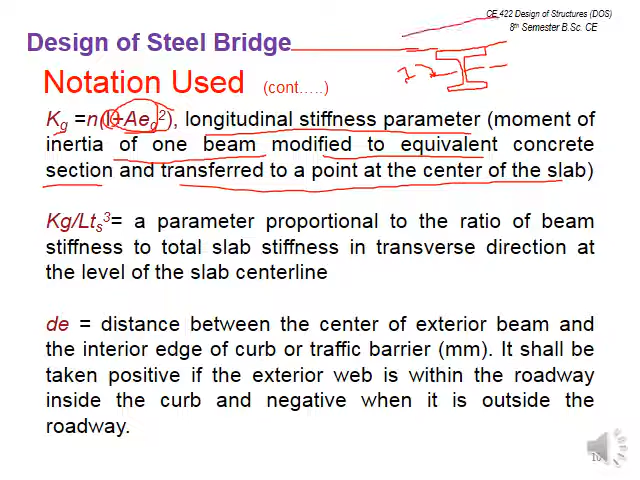 CE 422 Design of Structures (DOS)
8th Semester B.Sc. CE
Design of Steel Bridge
Notation Used (cont…..)
Kg =n(I+Aeg2), longitudinal stiffness parameter (moment of
inertia of one beam modified to equivalent concrete
section and transferred to a point at the center of the slab)
Kg/Lts3= a parameter proportional to the ratio of beam
stiffness to total slab stiffness in transverse direction at
the level of the slab centerline
de = distance between the center of exterior beam and
the interior edge of curb or traffic barrier (mm). It shall be
taken positive if the exterior web is within the roadway
inside the curb and negative when it is outside the
roadway.